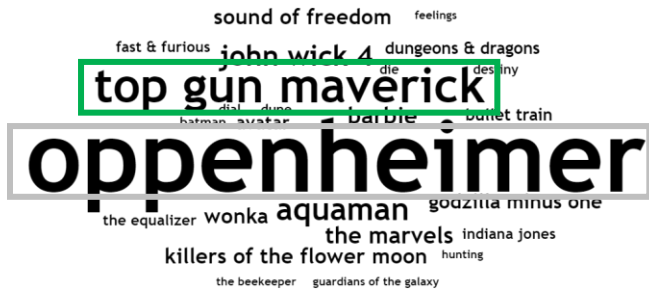 sound of freedom feelings
fast & furious john wick 4 dungeons & dragons
die destiny
top gun maverick
dial dune
batman avatar barbie bullet train
oppenheimer
the equalizer wonka aquaman godzilla minus one
the marvels indiana jones
killers of the flower moon hunting
the beekeeper guardians of the galaxy